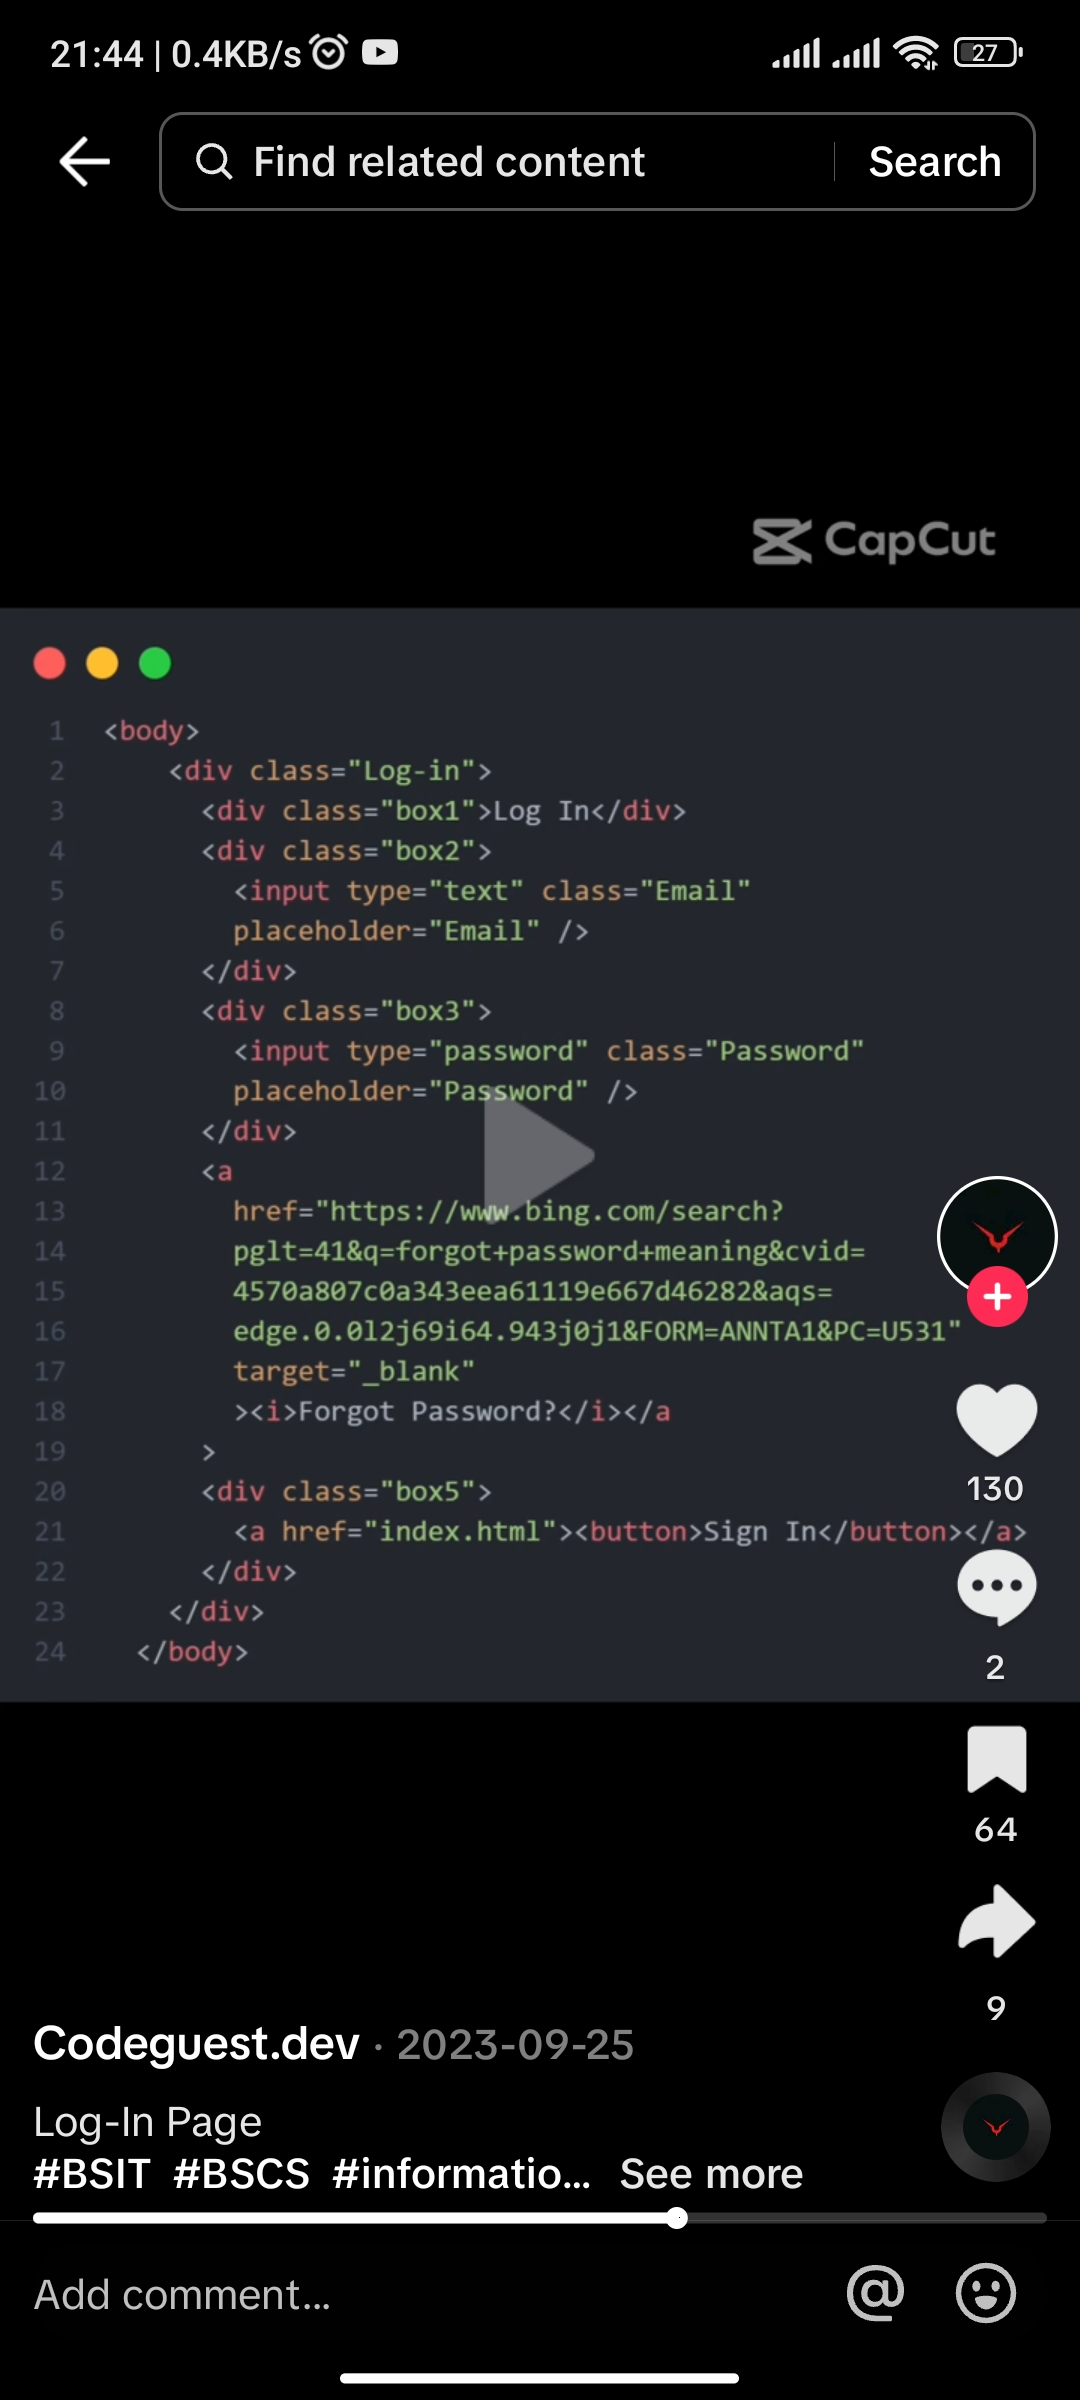 21:44 | 0.4KB/s
27
Find related content
Search
CapCut
1 <body>
2 <div class="Log-in">
3 <div class="box1">Log In</div>
4 <div class="box2">
5 <input type="text" class="Email"
6 placeholder="Email" />
7 </div>
8 <div class="box3">
9 <input type="password" class="Password"
10 placeholder="Password" />
11 </div>
12 <a
13 href="https://www.bing.com/search?
14 pglt=41&q=forgot+password+meaning&cvid=
15 4570a807c0a343eea61119e667d46282&aqs=
16 edge.0.0l2j69i64.943j0j1&FORM=ANNTA1&PC=U531"
17 target="_blank"
18 ><i>Forgot Password?</i></a
19 >
20 <div class="box5">
21 <a href="index.html"><button>Sign In</button></a>
22 </div>
23 </div>
24 </body>
130
2
64
9
Codeguest.dev · 2023-09-25
Log-In Page
#BSIT #BSCS #informatio... See more
Add comment...